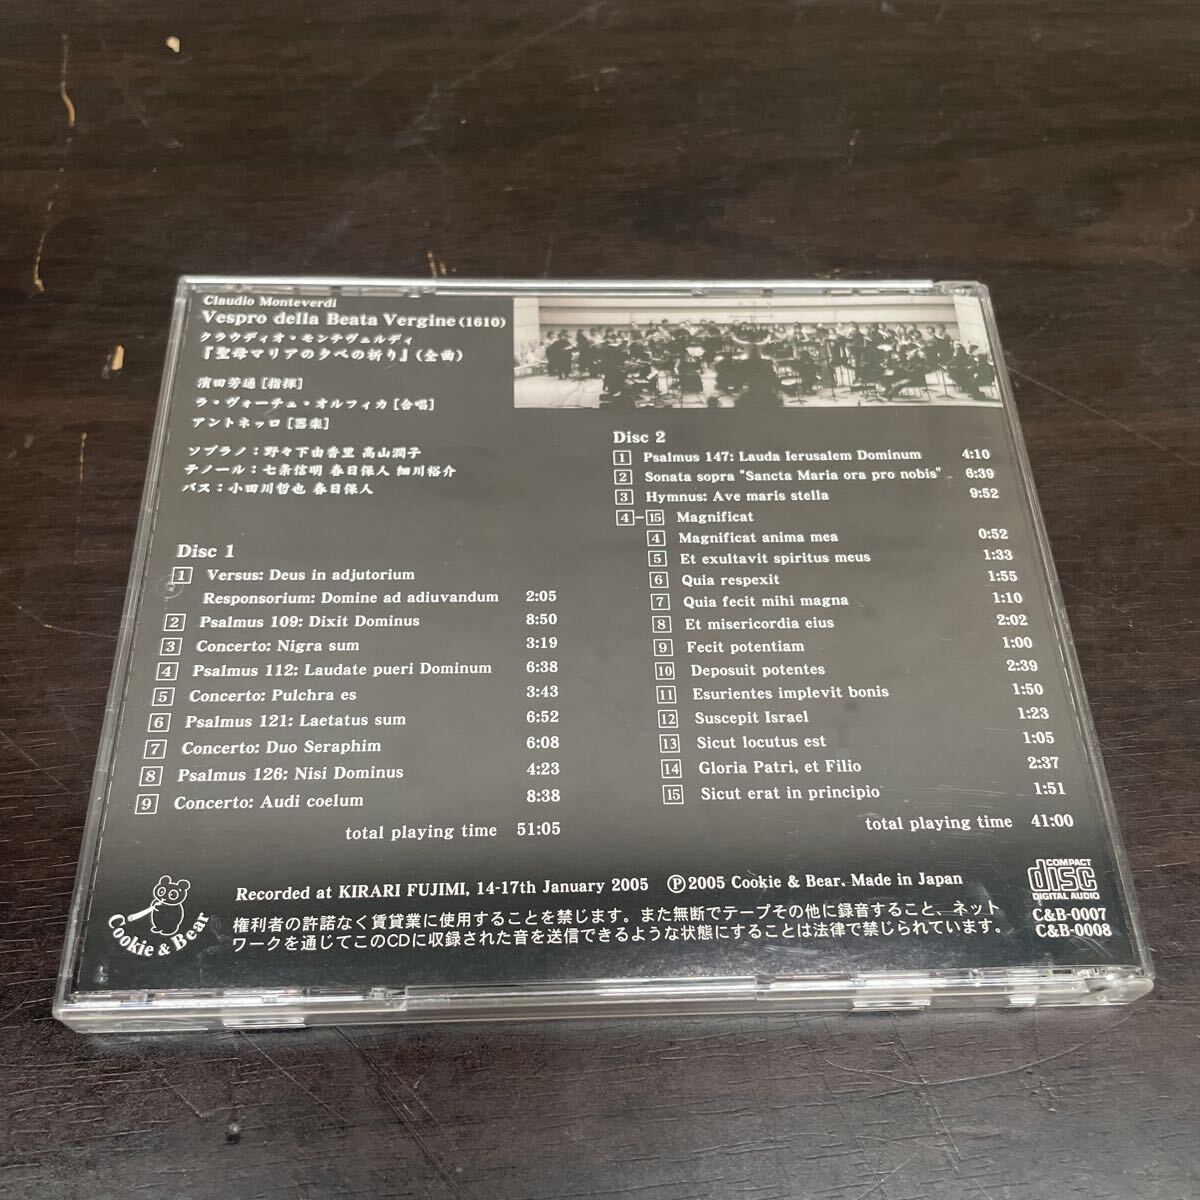 Claudio Monteverdi
Vespro della Beata Vergine (1610)
クラウディオ・モンテヴェルディ
『聖母マリアの夕べの祈り』(全曲)
濱田芳通[指揮]
ラ・ヴォーチェ・オルフィカ[合唱]
アントネッロ[器楽]
ソプラノ:野々下由香里 高山潤子
テノール:七条信明 春日保人 細川裕介
バス:小田川哲也 春日保人
Disc 1
1 Versus: Deus in adjutorium
Responsorium: Domine ad adiuvandum 2:05
2 Psalmus 109: Dixit Dominus 8:50
3 Concerto: Nigra sum 3:19
4 Psalmus 112: Laudate pueri Dominum 6:38
5 Concerto: Pulchra es 3:43
6 Psalmus 121: Laetatus sum 6:52
7 Concerto: Duo Seraphim 6:08
8 Psalmus 126: Nisi Dominus 4:23
9 Concerto: Audi coelum 8:38
total playing time 51:05
Disc 2
1 Psalmus 147: Lauda Ierusalem Dominum 4:10
2 Sonata sopra "Sancta Maria ora pro nobis" 6:39
3 Hymnus: Ave maris stella 9:52
4-15 Magnificat
4 Magnificat anima mea 0:52
5 Et exultavit spiritus meus 1:33
6 Quia respexit 1:55
7 Quia fecit mihi magna 1:10
8 Et misericordia eius 2:02
9 Fecit potentiam 1:00
10 Deposuit potentes 2:39
11 Esurientes implevit bonis 1:50
12 Suscepit Israel 1:23
13 Sicut locutus est 1:05
14 Gloria Patri, et Filio 2:37
15 Sicut erat in principio 1:51
total playing time 41:00
Cookie & Bear
Recorded at KIRARI FUJIMI, 14-17th January 2005 Ⓟ2005 Cookie & Bear. Made in Japan
権利者の許諾なく賃貸業に使用することを禁じます。また無断でテープその他に録音すること、ネット
ワークを通じてこのCDに収録された音を送信できるような状態にすることは法律で禁じられています。
COMPACT
disc
DIGITAL AUDIO
C&B-0007
C&B-0008